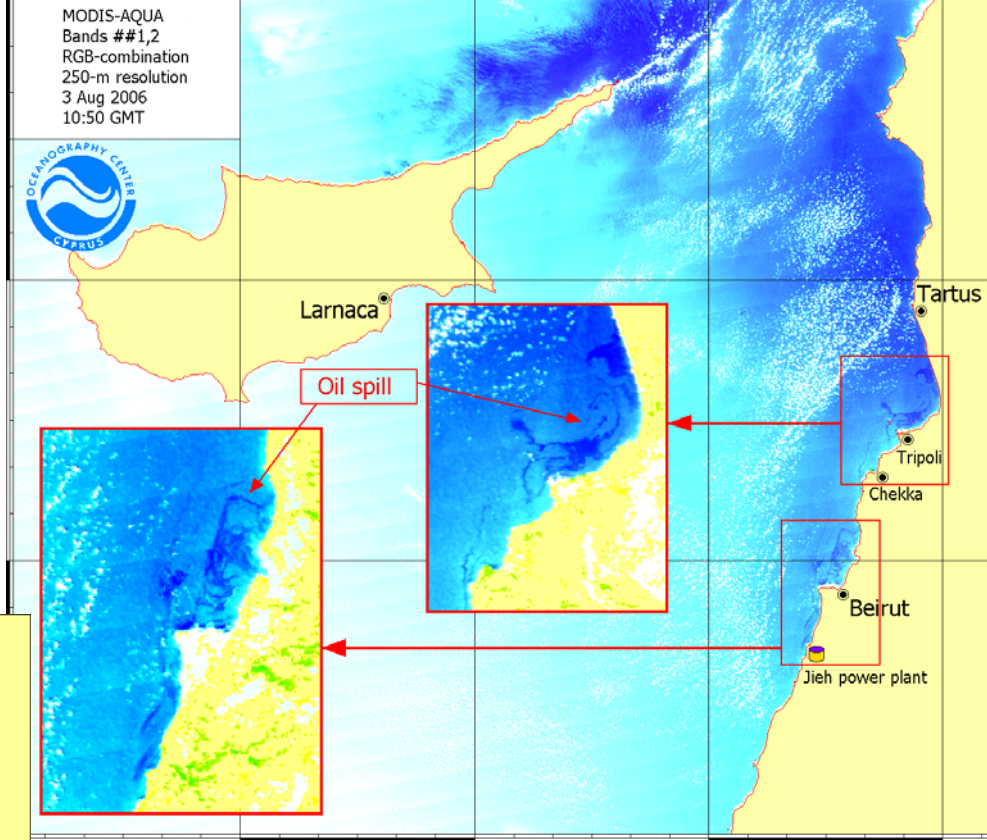 MODIS-AQUA
Bands ##1,2
RGB-combination
250-m resolution
3 Aug 2006
10:50 GMT
OCEANOGRAPHY CENTER
CYPRUS
Larnaca
Tartus
Oil spill
Tripoli
Chekka
Beirut
Jieh power plant